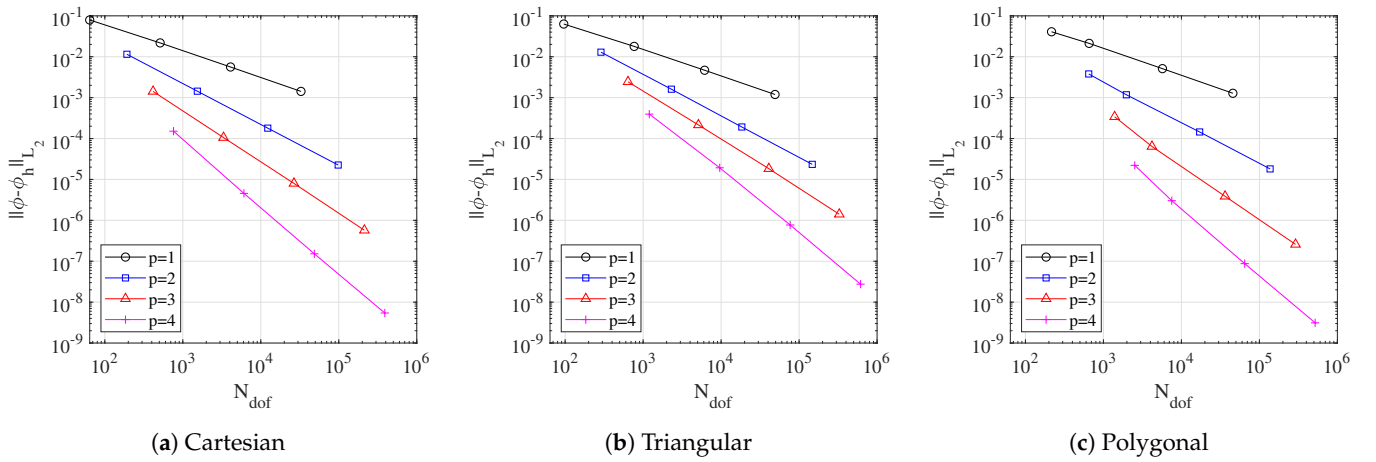 10^-1
10^-2
10^-3
10^-4
10^-5
10^-6
10^-7
10^-8
10^-9
||ϕ-ϕ_h||_L_2
p=1
p=2
p=3
p=4
10^2 10^3 10^4 10^5 10^6
N_dof
(a) Cartesian
10^-1
10^-2
10^-3
10^-4
10^-5
10^-6
10^-7
10^-8
10^-9
||ϕ-ϕ_h||_L_2
p=1
p=2
p=3
p=4
10^2 10^3 10^4 10^5 10^6
N_dof
(b) Triangular
10^-1
10^-2
10^-3
10^-4
10^-5
10^-6
10^-7
10^-8
10^-9
||ϕ-ϕ_h||_L_2
p=1
p=2
p=3
p=4
10^2 10^3 10^4 10^5 10^6
N_dof
(c) Polygonal